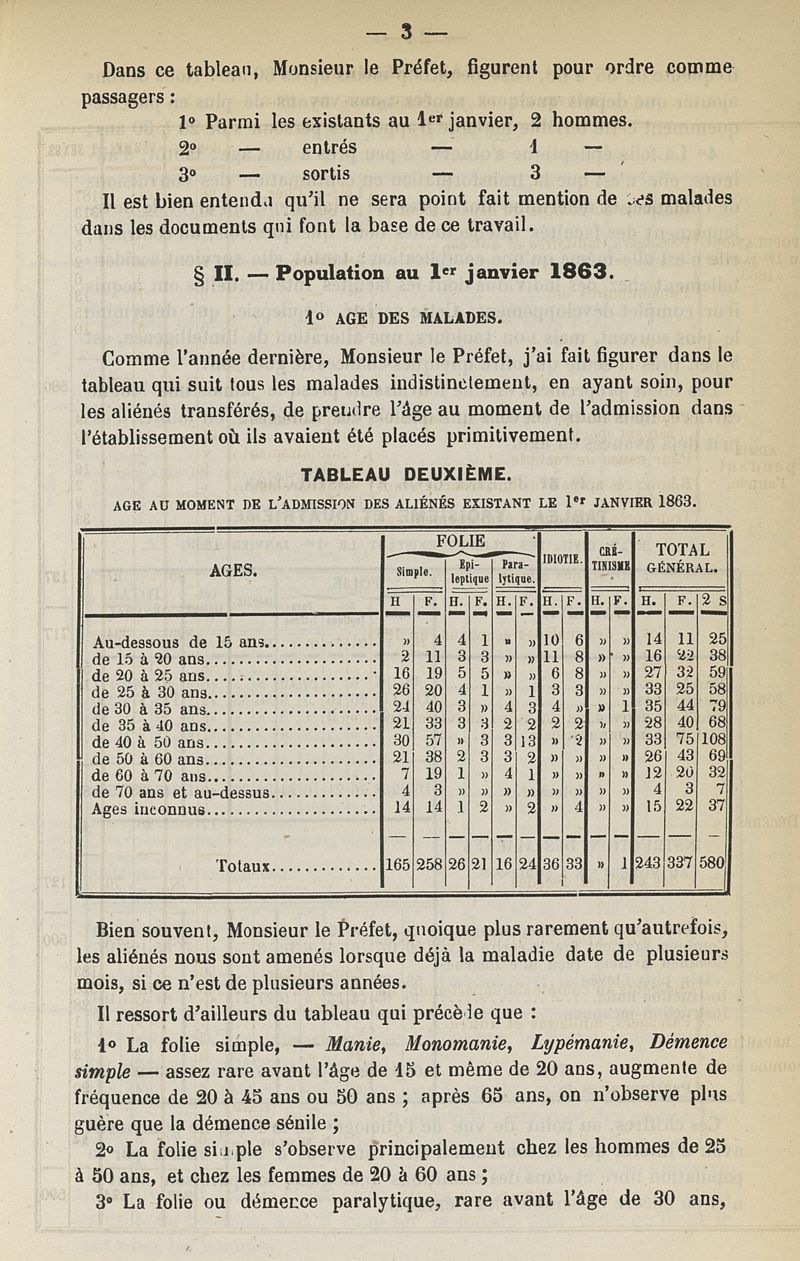 — 3 —
Dans ce tableau, Monsieur le Préfet, figurent pour ordre comme
passagers :
1º Parmi les existants au 1er janvier, 2 hommes.
2º — entrés — 1 —
3º — sortis — 3 —
Il est bien entendu qu'il ne sera point fait mention de malades
dans les documents qui font la base de ce travail.
§ II. — Population au 1er janvier 1863.
1º AGE DES MALADES.
Comme l'année dernière, Monsieur le Préfet, j'ai fait figurer dans le
tableau qui suit tous les malades indistinctement, en ayant soin, pour
les aliénés transférés, de prendre l'âge au moment de l'admission dans
l'établissement où ils avaient été placés primitivement.
TABLEAU DEUXIÈME.
AGE AU MOMENT DE L'ADMISSION DES ALIÉNÉS EXISTANT LE 1er JANVIER 1863.
AGES. FOLIE IDIOTIE. CRÉ-TINISME TOTAL GÉNÉRAL.
Simple. Epi-leptique Para-lytique.
H F. H. F. H. F. H. F. H. F. H. F. 2 S
Au-dessous de 15 ans.............. » 4 4 1 » » 10 6 » » 14 11 25
de 15 à 20 ans...................... 2 11 3 3 » » 11 8 » » 16 22 38
de 20 à 25 ans...................... 16 19 5 5 » » 6 8 » » 27 32 59
de 25 à 30 ans...................... 26 20 4 1 » 1 3 3 » » 33 25 58
de 30 à 35 ans...................... 24 40 3 » 4 3 4 » » 1 35 44 79
de 35 à 40 ans...................... 21 33 3 3 2 2 2 2 » » 28 40 68
de 40 à 50 ans...................... 30 57 » 3 3 13 » 2 » » 33 75 108
de 50 à 60 ans...................... 21 38 2 3 3 2 » » » » 26 43 69
de 60 à 70 ans...................... 7 19 1 » 4 1 » » » » 12 20 32
de 70 ans et au-dessus............. 4 3 » » » » » » » » 4 3 7
Ages inconnus...................... 14 14 1 2 » 2 » 4 » » 15 22 37
Totaux............. 165 258 26 21 16 24 36 33 » 1 243 337 580
Bien souvent, Monsieur le Préfet, quoique plus rarement qu'autrefois,
les aliénés nous sont amenés lorsque déjà la maladie date de plusieurs
mois, si ce n'est de plusieurs années.
Il ressort d'ailleurs du tableau qui précède que :
1º La folie simple, — Manie, Monomanie, Lypémanie, Démence
simple — assez rare avant l'âge de 15 et même de 20 ans, augmente de
fréquence de 20 à 45 ans ou 50 ans ; après 65 ans, on n'observe plus
guère que la démence sénile ;
2º La folie simple s'observe principalement chez les hommes de 25
à 50 ans, et chez les femmes de 20 à 60 ans ;
3º La folie ou démence paralytique, rare avant l'âge de 30 ans,